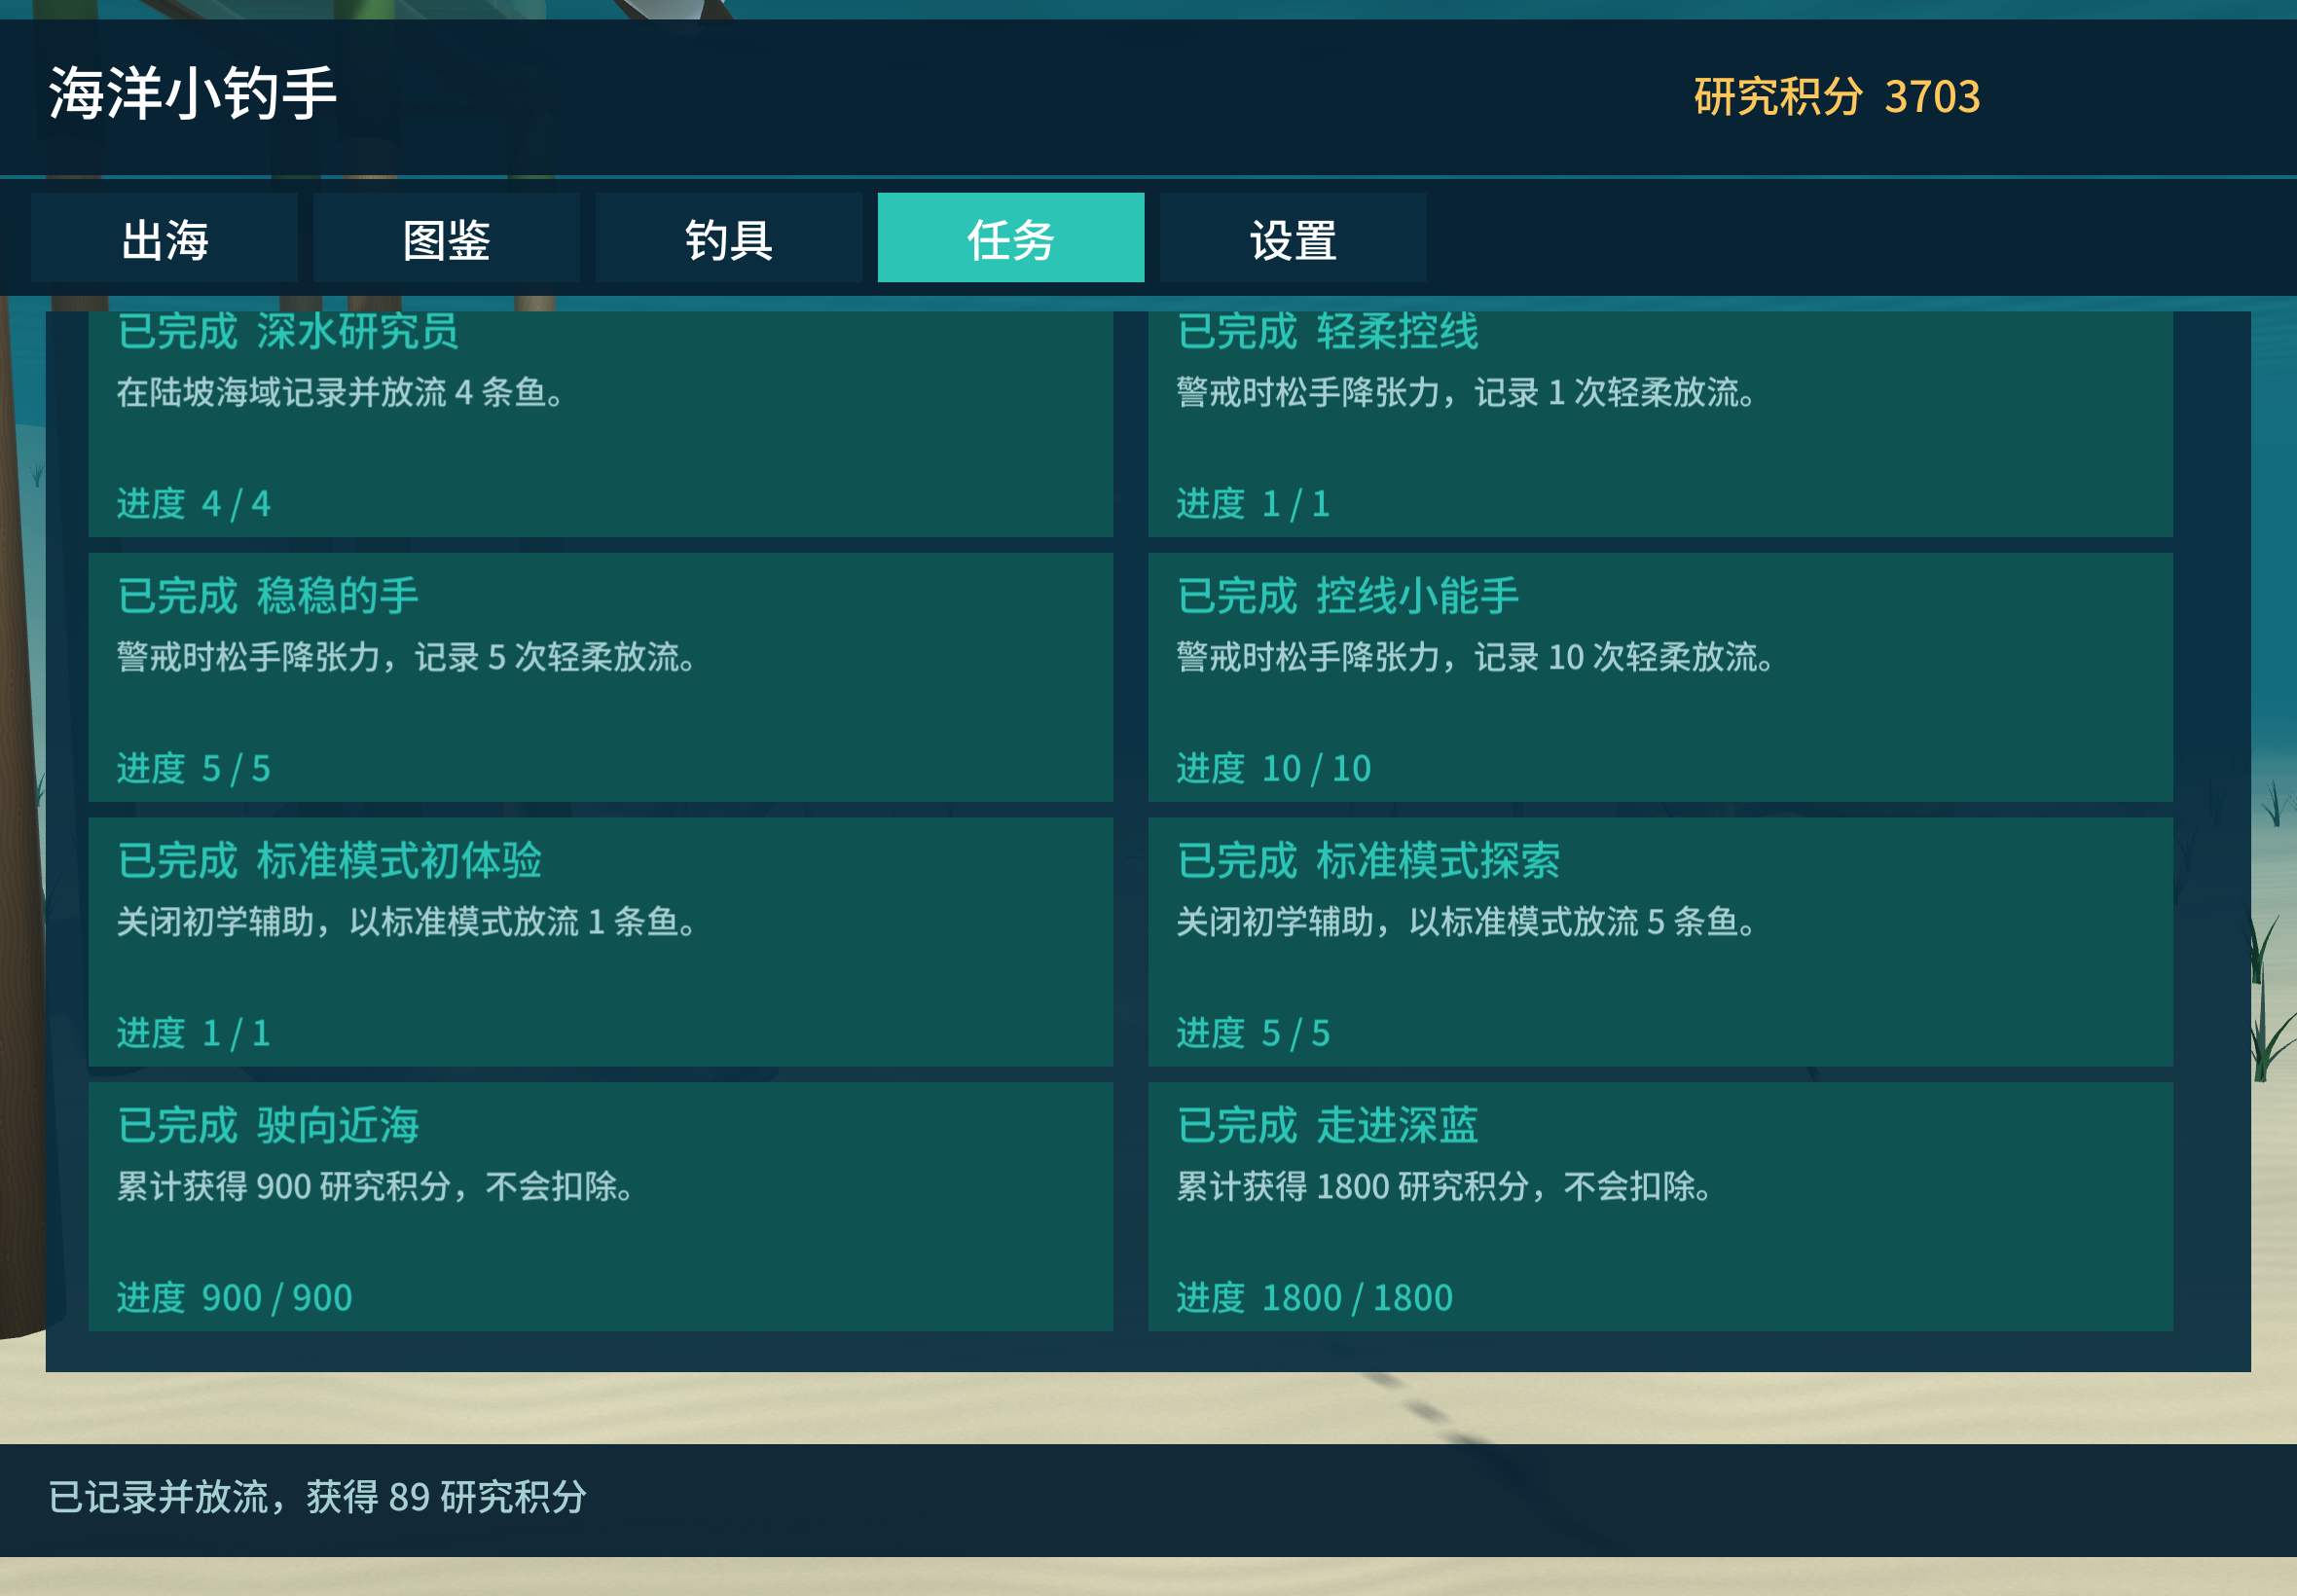 海洋小钓手
研究积分 3703
出海 图鉴 钓具 任务 设置
已完成 深水研究员
在陆坡海域记录并放流 4 条鱼。
进度 4 / 4
已完成 轻柔控线
警戒时松手降张力，记录 1 次轻柔放流。
进度 1 / 1
已完成 稳稳的手
警戒时松手降张力，记录 5 次轻柔放流。
进度 5 / 5
已完成 控线小能手
警戒时松手降张力，记录 10 次轻柔放流。
进度 10 / 10
已完成 标准模式初体验
关闭初学辅助，以标准模式放流 1 条鱼。
进度 1 / 1
已完成 标准模式探索
关闭初学辅助，以标准模式放流 5 条鱼。
进度 5 / 5
已完成 驶向近海
累计获得 900 研究积分，不会扣除。
进度 900 / 900
已完成 走进深蓝
累计获得 1800 研究积分，不会扣除。
进度 1800 / 1800
已记录并放流，获得 89 研究积分